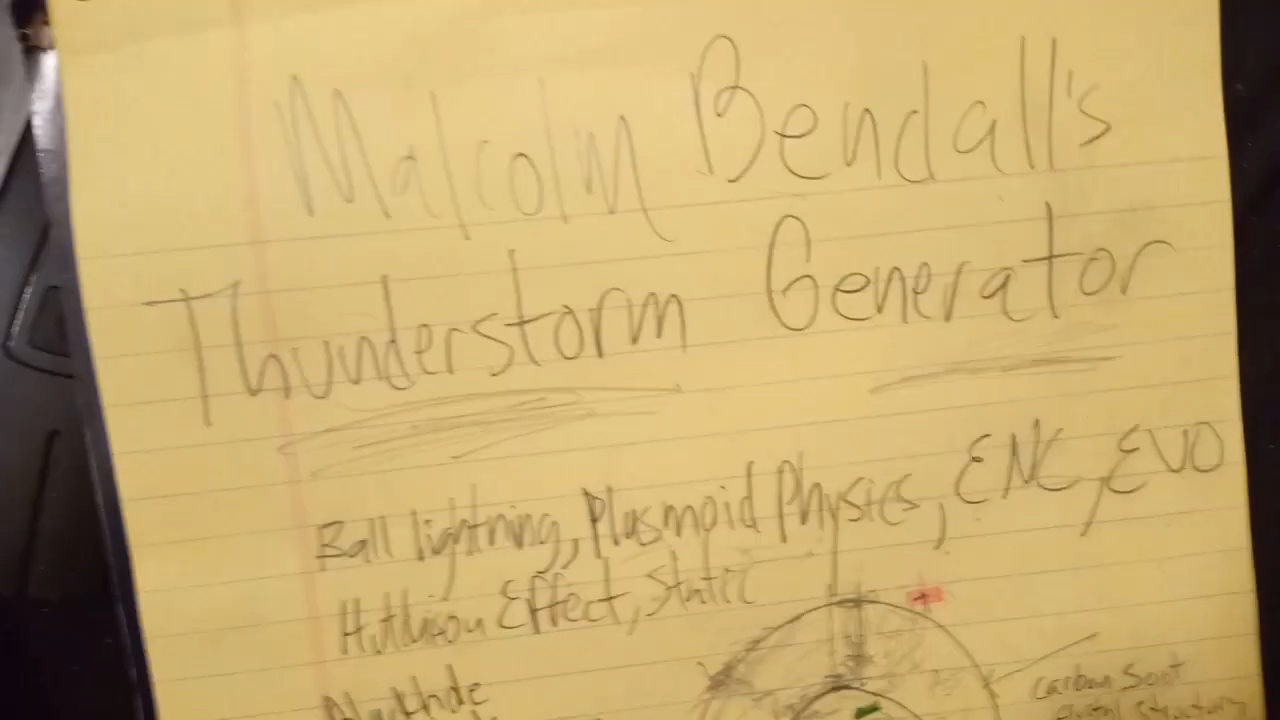 Malcolm Bendall's
Thunderstorm Generator
Ball lightning, Plasmoid Physics, ENC, EVO
Hutchison Effect, Static
Carbon Soot